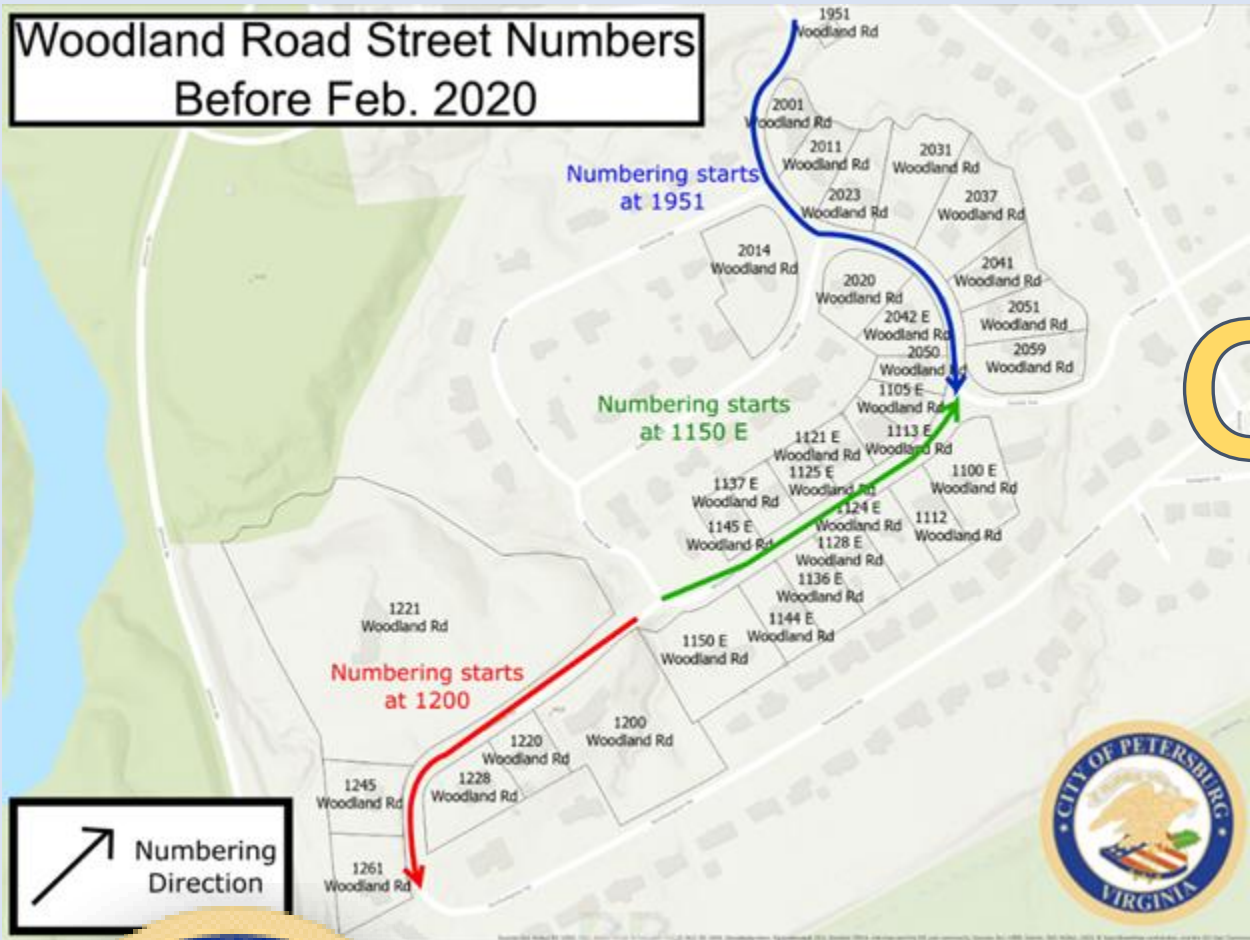 Woodland Road Street Numbers
Before Feb. 2020
1951
Woodland Rd
2001
Woodland Rd
2011
Woodland Rd
2031
Woodland Rd
Numbering starts
at 1951
2023
Woodland Rd
2037
Woodland Rd
2014
Woodland Rd
2041
Woodland Rd
2020
Woodland Rd
2051
Woodland Rd
2042 E
Woodland Rd
2059
Woodland Rd
2050
Woodland Rd
1105 E
Woodland Rd
Numbering starts
at 1150 E
1113 E
Woodland Rd
1121 E
Woodland Rd
1125 E
Woodland Rd
1100 E
Woodland Rd
1137 E
Woodland Rd
1124 E
Woodland Rd
1112
Woodland Rd
1145 E
Woodland Rd
1128 E
Woodland Rd
1136 E
Woodland Rd
1144 E
Woodland Rd
1150 E
Woodland Rd
1221
Woodland Rd
Numbering starts
at 1200
1200
Woodland Rd
1220
Woodland Rd
1228
Woodland Rd
1245
Woodland Rd
1261
Woodland Rd
Numbering
Direction
CITY OF PETERSBURG
VIRGINIA